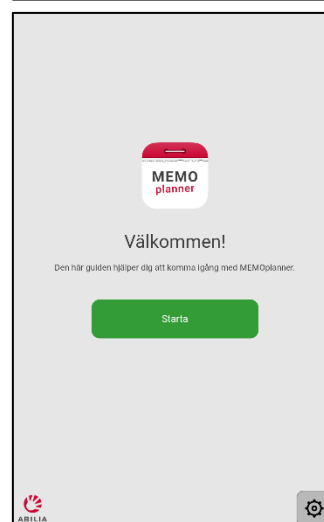 MEMO
planner
Välkommen!
Den här guiden hjälper dig att komma igång med MEMOplanner.
Starta
ABILIA